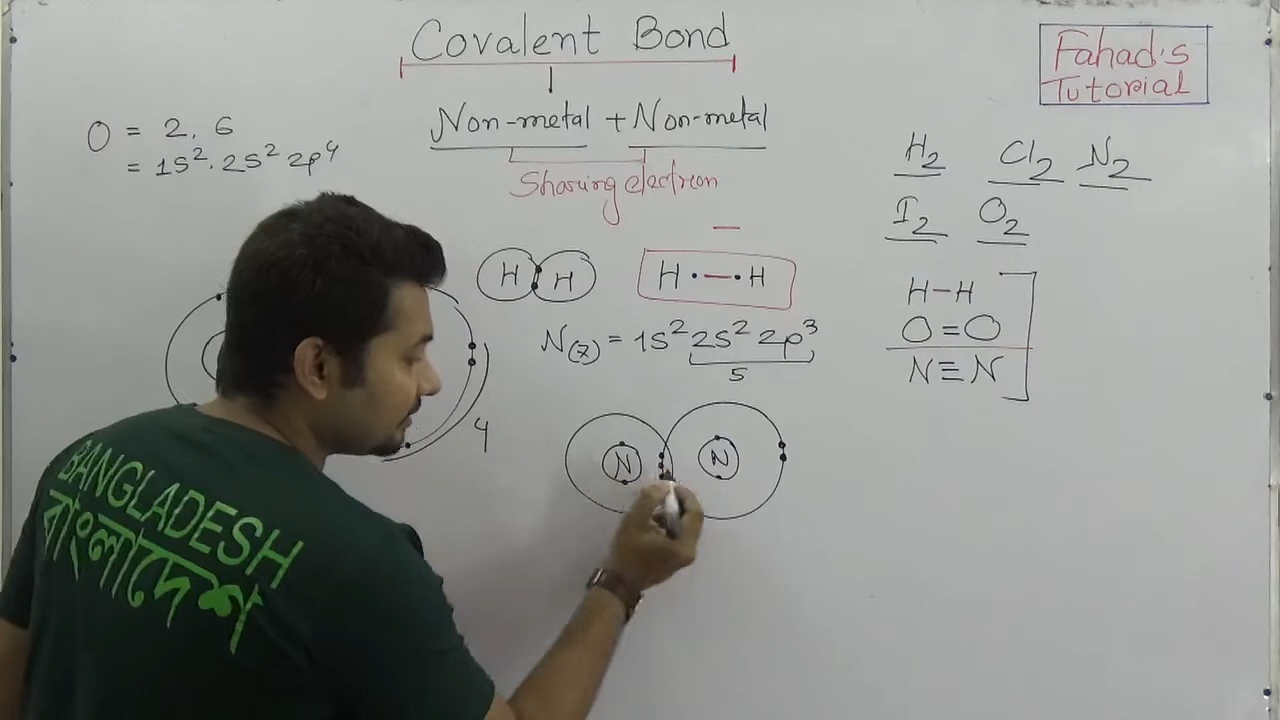 Covalent Bond
Fahad's
Tutorial
Non-metal + Non-metal
Sharing electron
O = 2, 6
= 1S². 2S² 2p⁴
H₂ Cl₂ N₂
I₂ O₂
H H
H·—·H
H–H
O=O
N≡N
N(7) = 1S² 2S² 2p³
5
4
N N
BANGLADESH
বাংলাদেশ